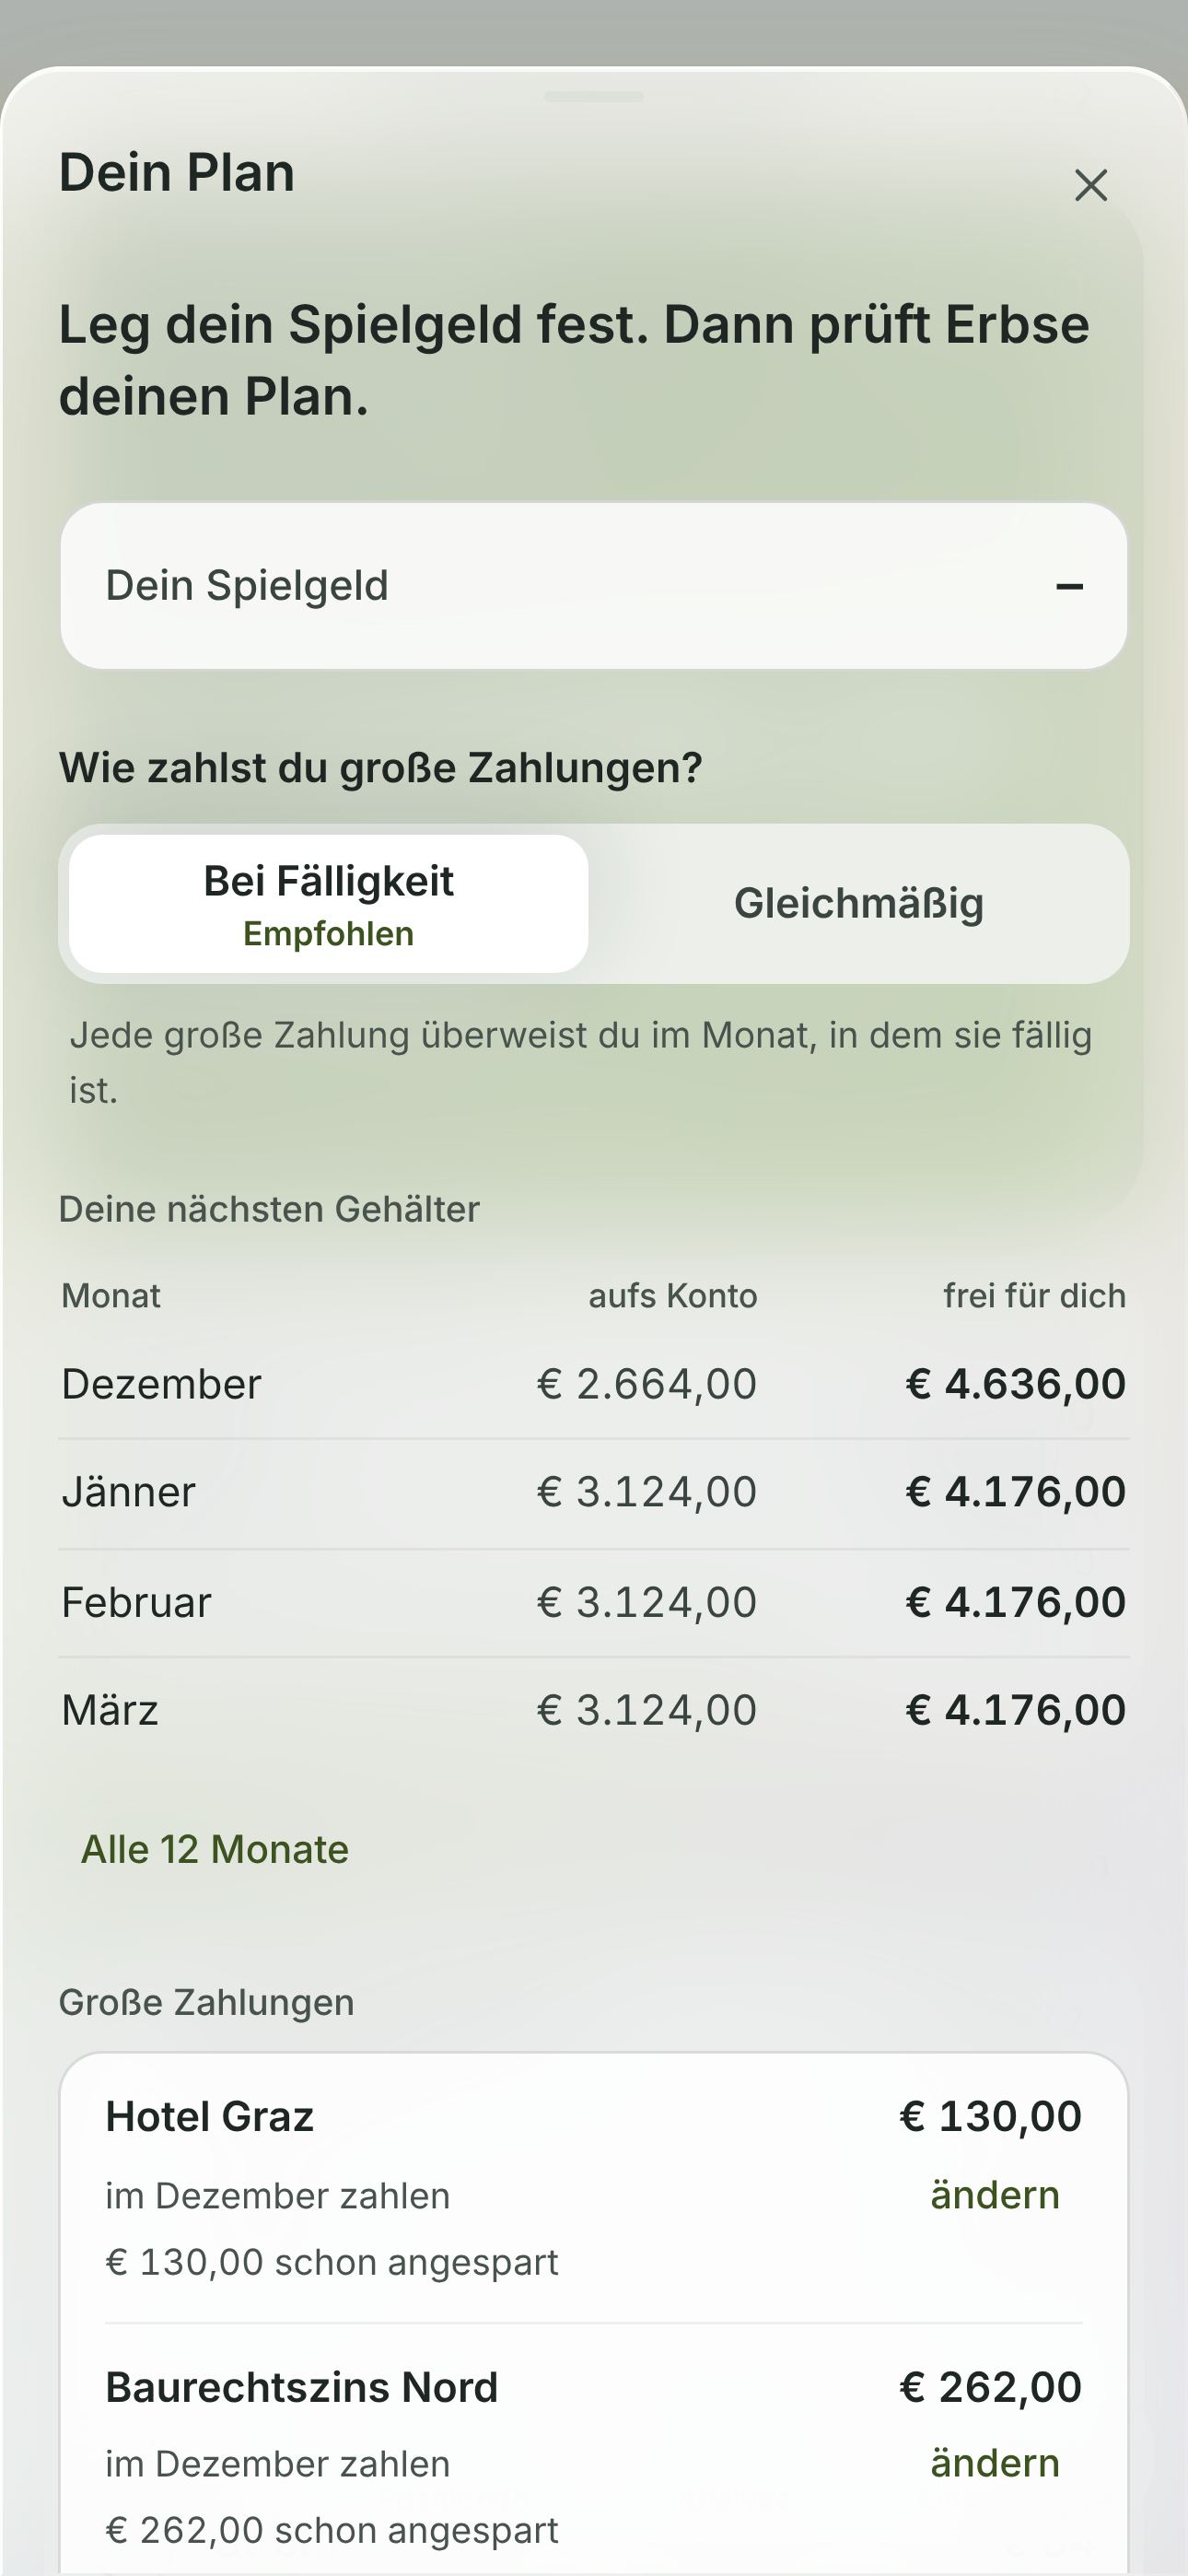 Dein Plan
Leg dein Spielgeld fest. Dann prüft Erbse
deinen Plan.
Dein Spielgeld –
Wie zahlst du große Zahlungen?
Bei Fälligkeit
Empfohlen
Gleichmäßig
Jede große Zahlung überweist du im Monat, in dem sie fällig
ist.
Deine nächsten Gehälter
Monat aufs Konto frei für dich
Dezember € 2.664,00 € 4.636,00
Jänner € 3.124,00 € 4.176,00
Februar € 3.124,00 € 4.176,00
März € 3.124,00 € 4.176,00
Alle 12 Monate
Große Zahlungen
Hotel Graz € 130,00
im Dezember zahlen ändern
€ 130,00 schon angespart
Baurechtszins Nord € 262,00
im Dezember zahlen ändern
€ 262,00 schon angespart